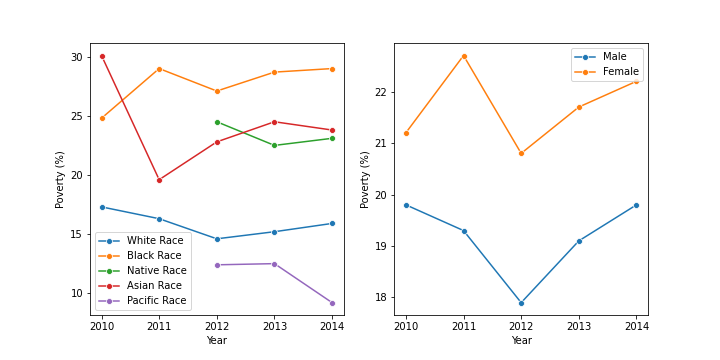 30
25
20
15
10
Poverty (%)
White Race
Black Race
Native Race
Asian Race
Pacific Race
2010 2011 2012 2013 2014
Year
22
21
20
19
18
Poverty (%)
Male
Female
2010 2011 2012 2013 2014
Year